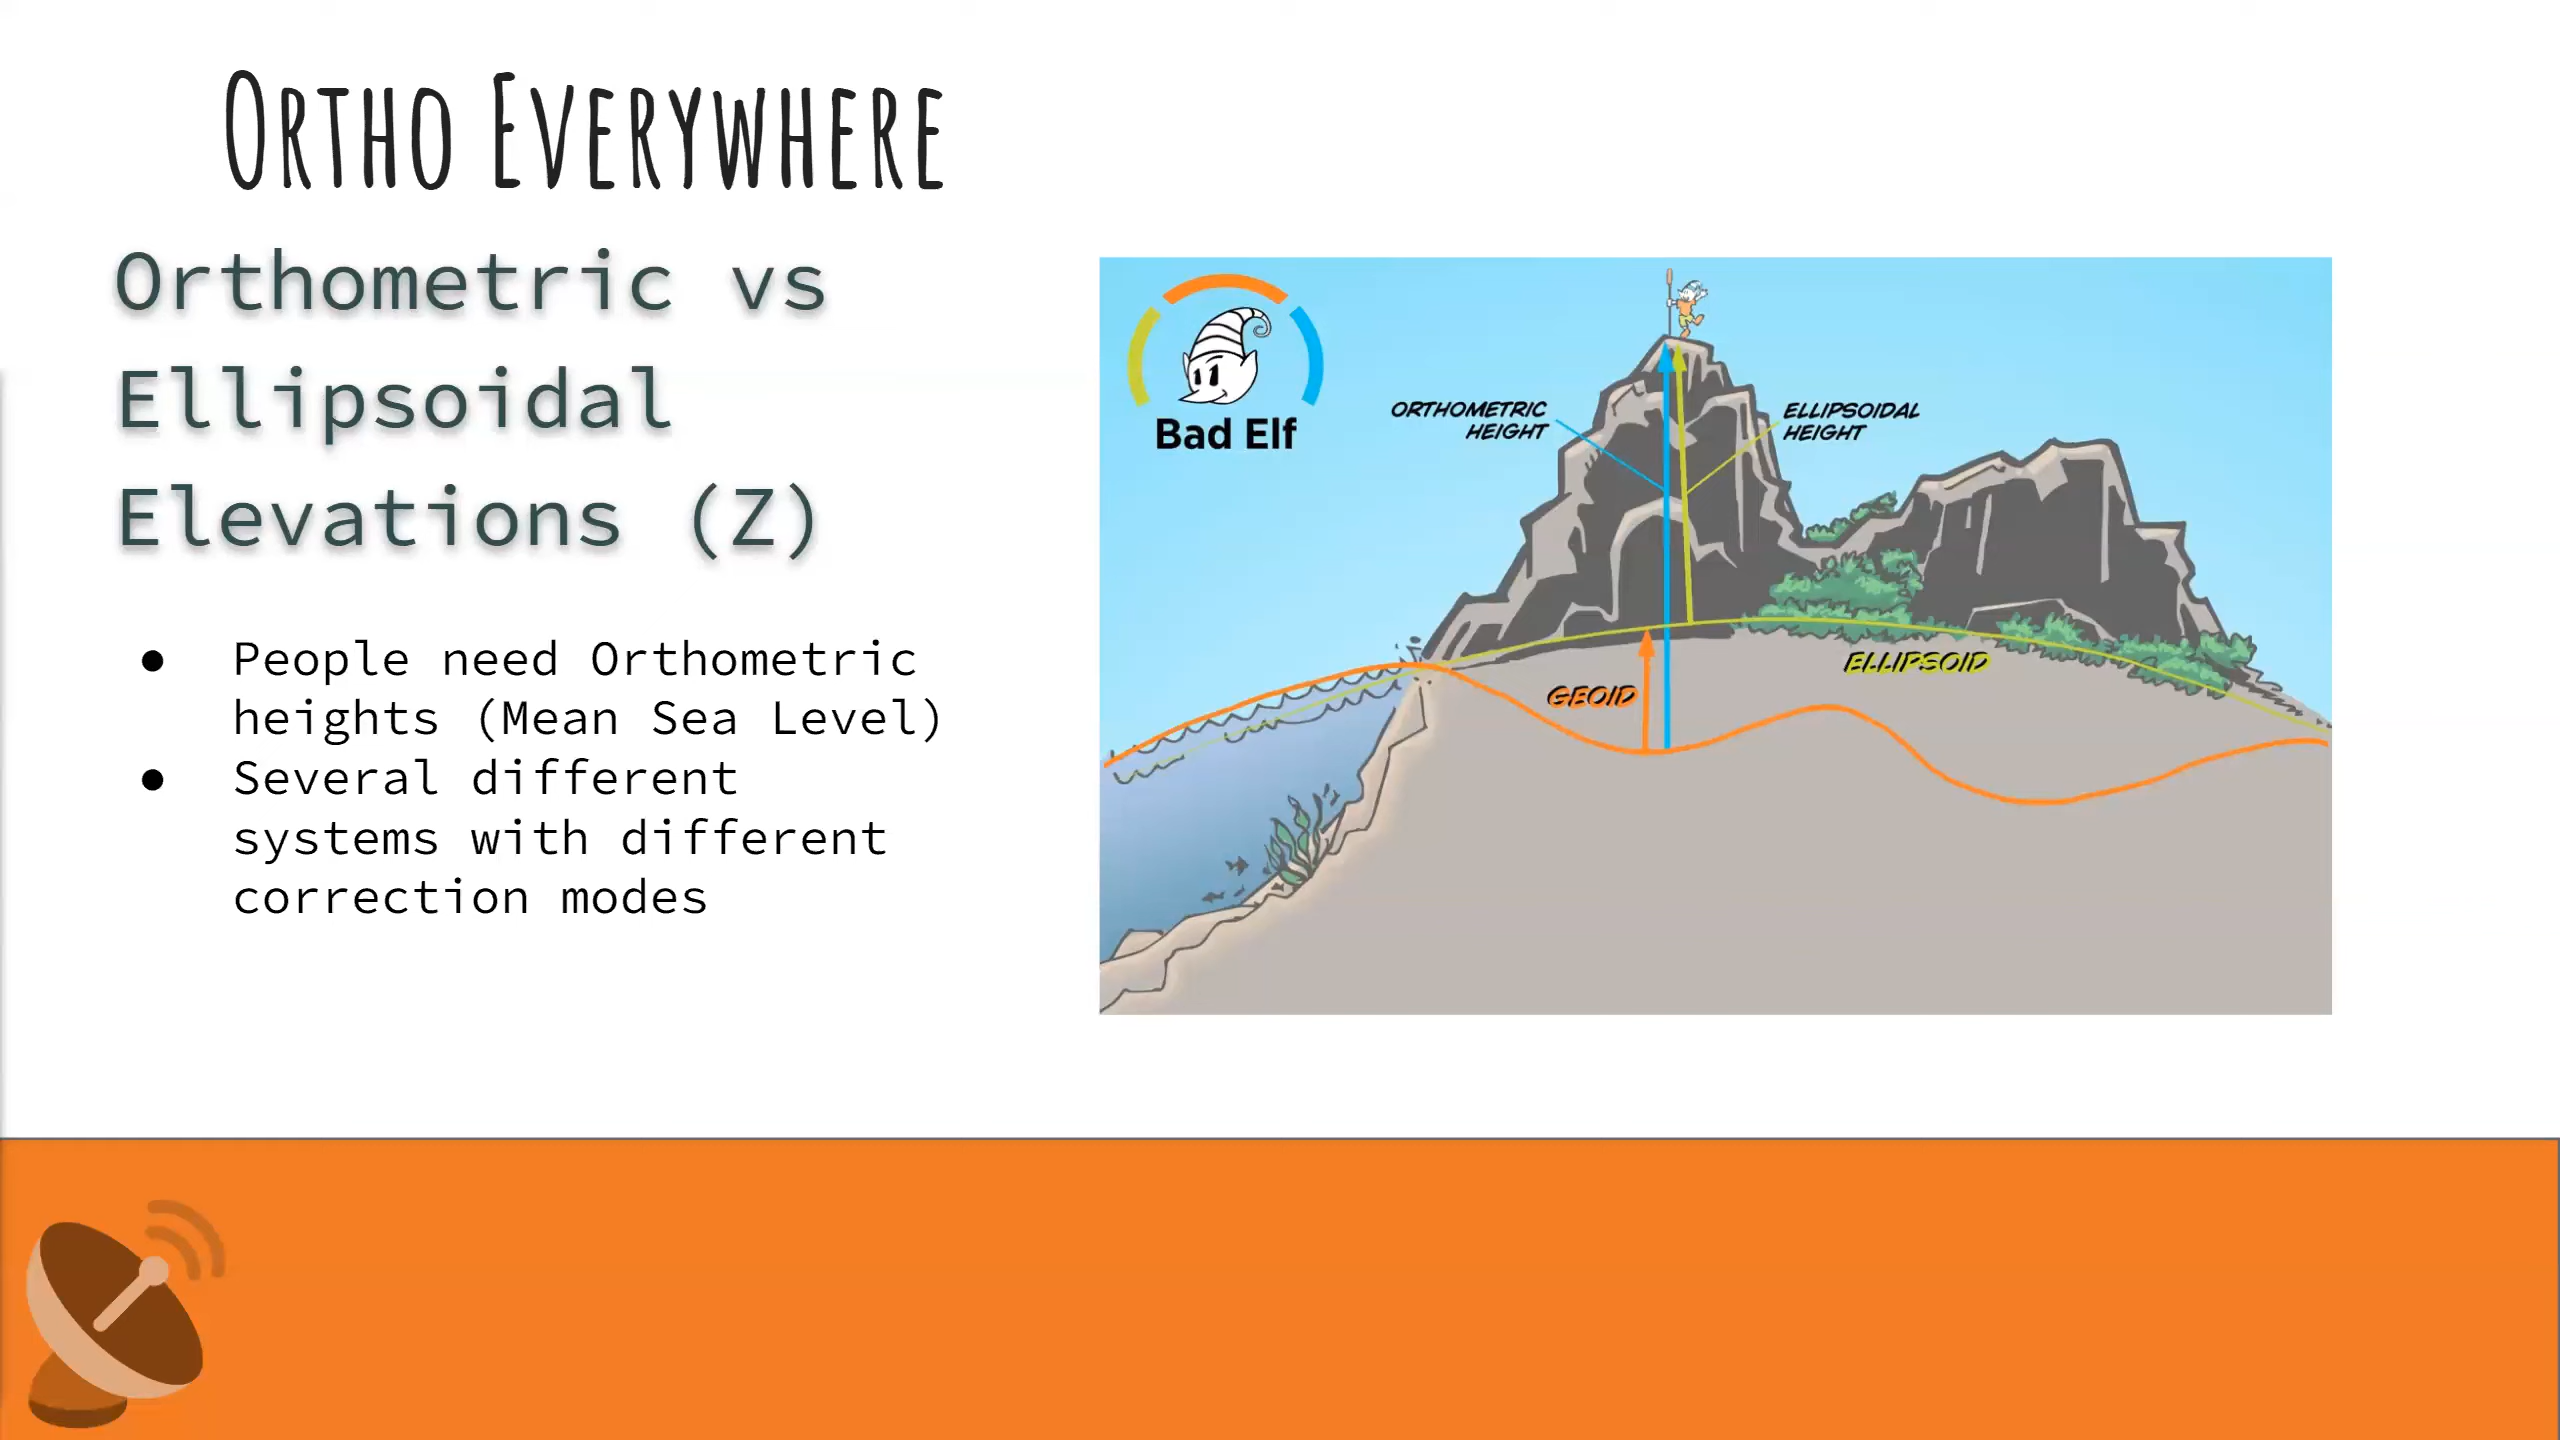 ORTHO EVERYWHERE
Orthometric vs
Ellipsoidal
Elevations (Z)
● People need Orthometric
heights (Mean Sea Level)
● Several different
systems with different
correction modes
Bad Elf
ORTHOMETRIC
HEIGHT
ELLIPSOIDAL
HEIGHT
ELLIPSOID
GEOID